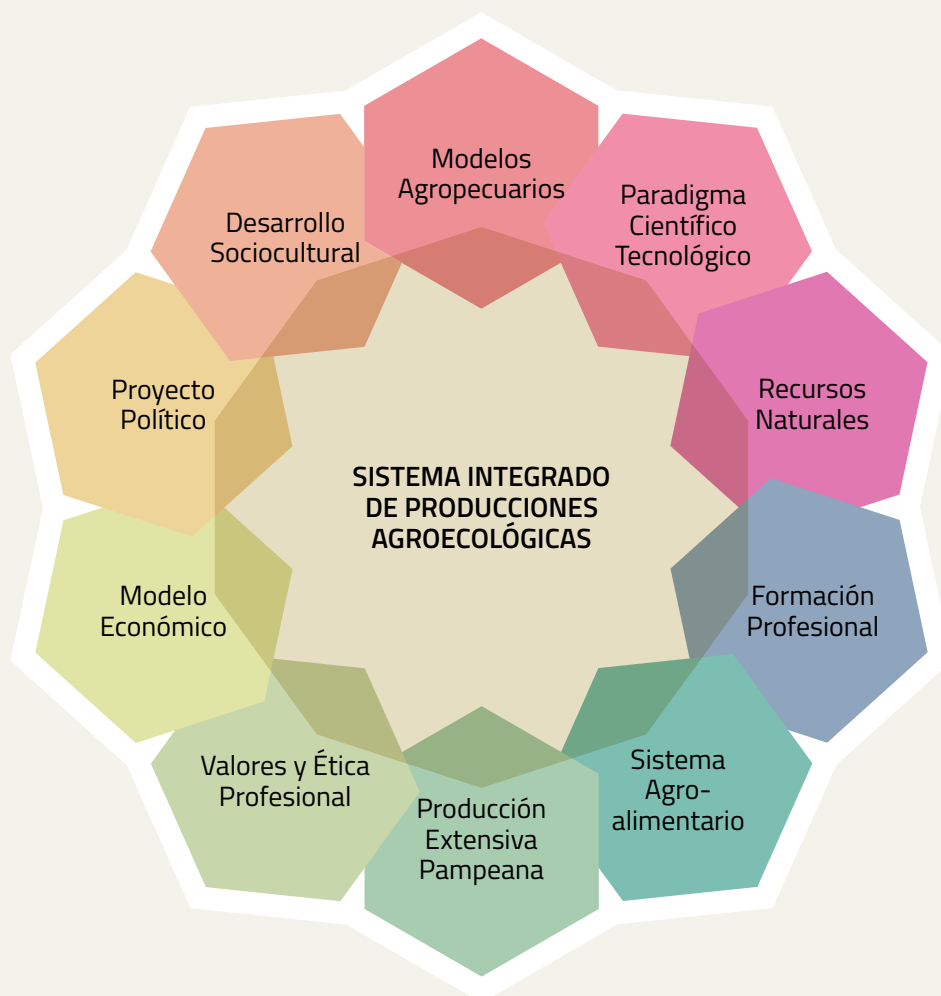 Modelos
Agropecuarios
Paradigma
Científico
Tecnológico
Recursos
Naturales
Formación
Profesional
Sistema
Agro-
alimentario
Producción
Extensiva
Pampeana
Valores y Ética
Profesional
Modelo
Económico
Proyecto
Político
Desarrollo
Sociocultural
SISTEMA INTEGRADO
DE PRODUCCIONES
AGROECOLÓGICAS